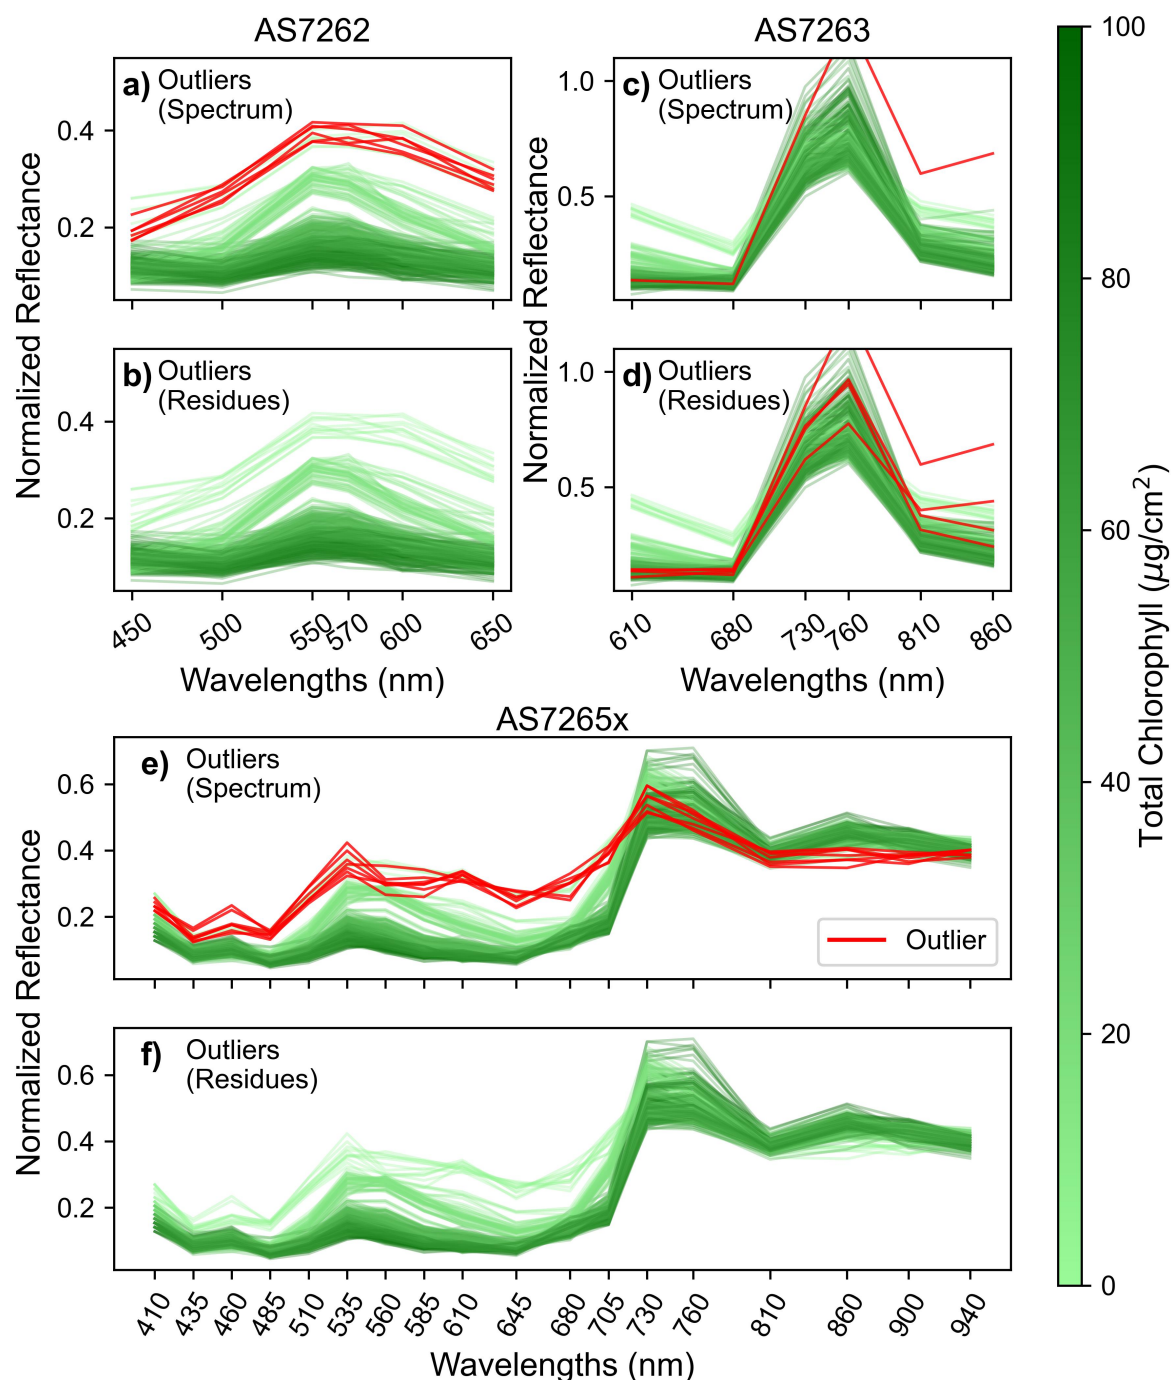 AS7262
AS7263
a) Outliers
(Spectrum)
0.4
0.2
c) Outliers
(Spectrum)
1.0
0.5
b) Outliers
(Residues)
0.4
0.2
450
500
550
570
600
650
Wavelengths (nm)
d) Outliers
(Residues)
1.0
0.5
610
680
730
760
810
860
Wavelengths (nm)
Normalized Reflectance
Normalized Reflectance
AS7265x
e) Outliers
(Spectrum)
0.6
0.4
0.2
Outlier
f) Outliers
(Residues)
0.6
0.4
0.2
Normalized Reflectance
410
435
460
485
510
535
560
585
610
645
680
705
730
760
810
860
900
940
Wavelengths (nm)
100
80
60
40
20
0
Total Chlorophyll (μg/cm²)